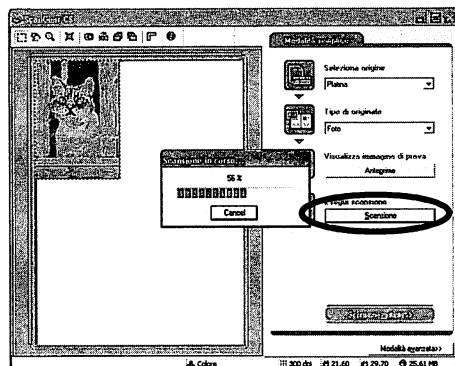 ScanGear CS
Modalità semplice
Seleziona origine
Platina
Tipo di originale
Foto
Visualizza immagine di prova
Anteprima
Scansione in corso...
56 %
Cancel
Esegui scansione
Scansione
Modalità avanzata>>
Colore
300 dpi
21.60
29.70
25.61 MB